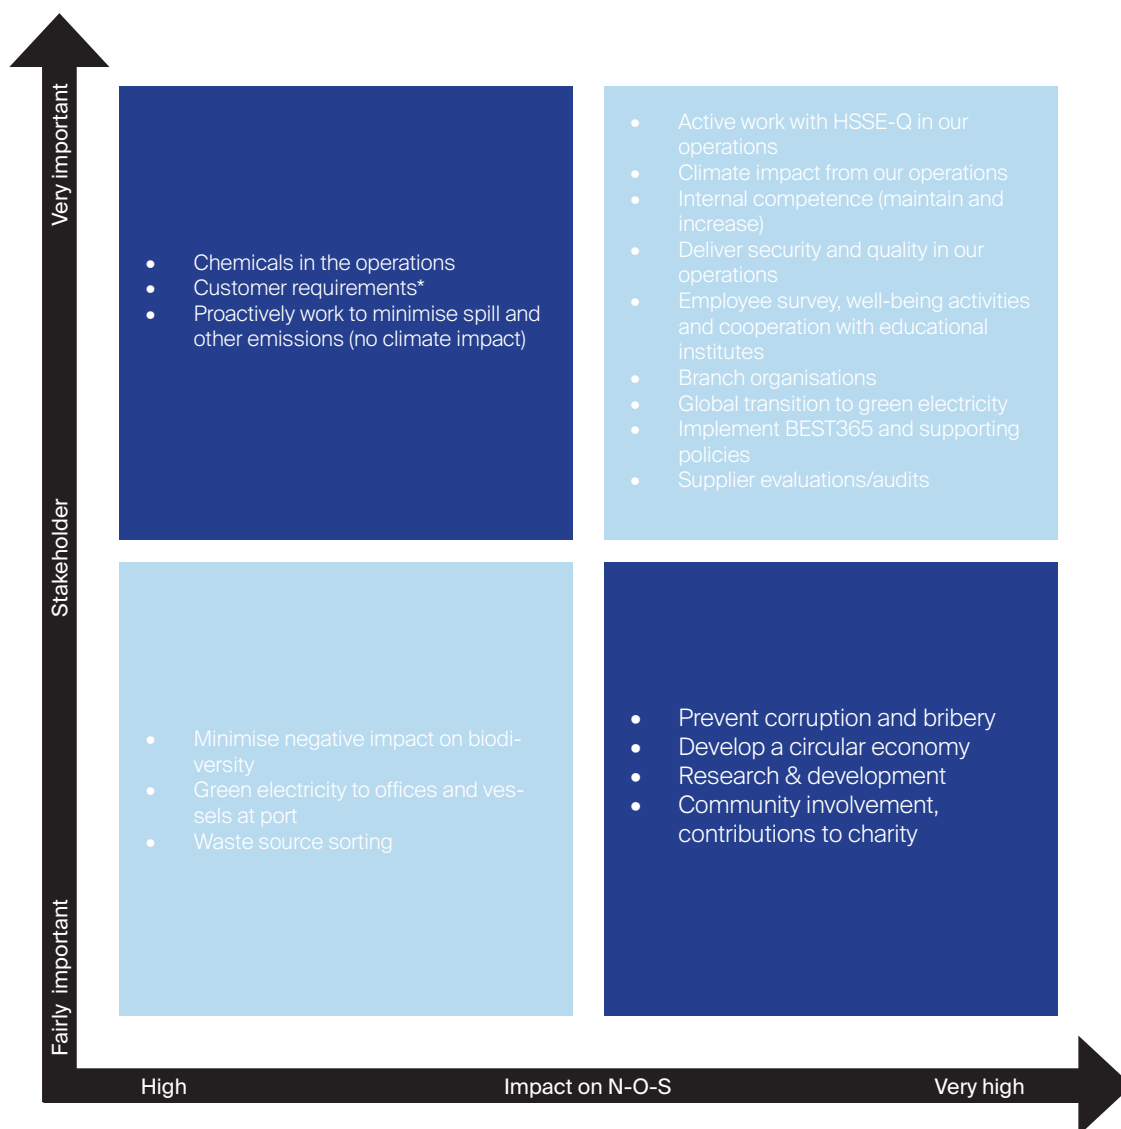 Very important
Stakeholder
Fairly important
• Chemicals in the operations
• Customer requirements*
• Proactively work to minimise spill and
other emissions (no climate impact)
• Active work with HSSE-Q in our
operations
• Climate impact from our operations
• Internal competence (maintain and
increase)
• Deliver security and quality in our
operations
• Employee survey, well-being activities
and cooperation with educational
institutes
• Branch organisations
• Global transition to green electricity
• Implement BEST365 and supporting
policies
• Supplier evaluations/audits
• Minimise negative impact on biodi-
versity
• Green electricity to offices and ves-
sels at port
• Waste source sorting
• Prevent corruption and bribery
• Develop a circular economy
• Research & development
• Community involvement,
contributions to charity
High
Impact on N-O-S
Very high